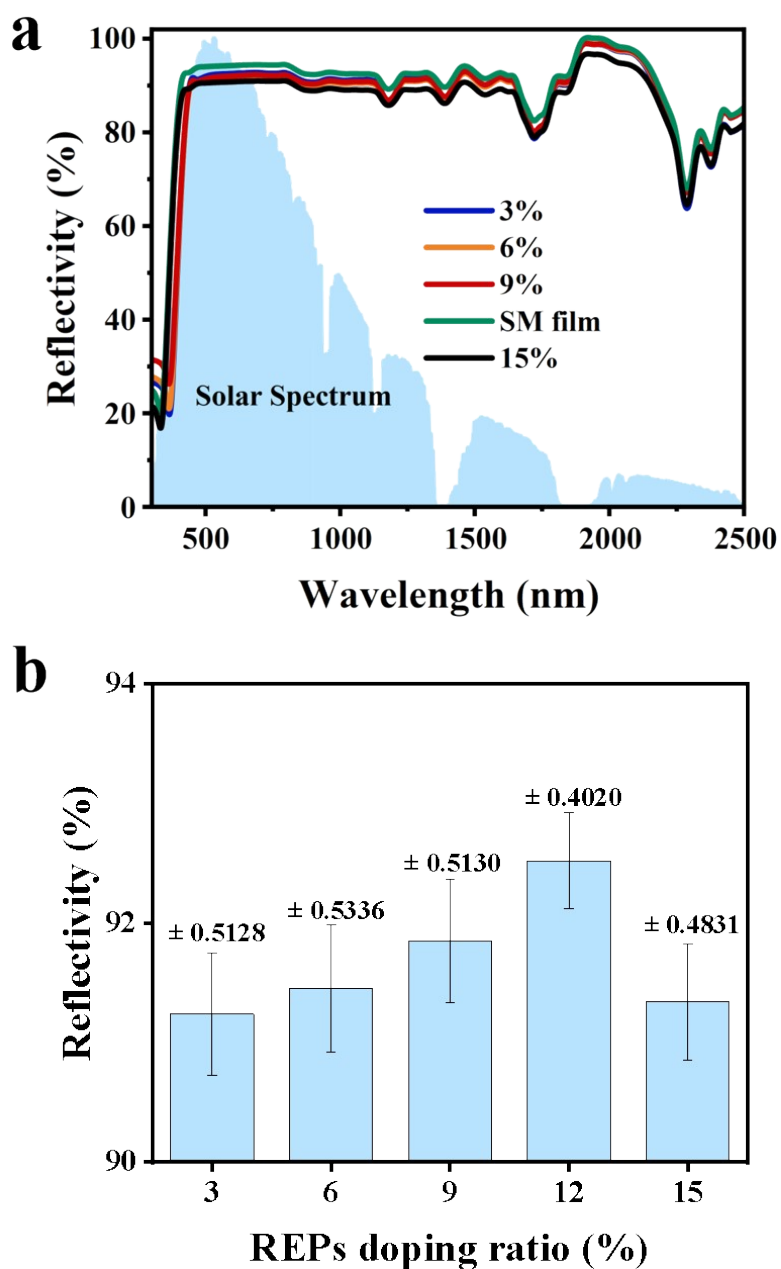 a
100
80
60
40
20
0
Reflectivity (%)
3%
6%
9%
SM film
15%
Solar Spectrum
500 1000 1500 2000 2500
Wavelength (nm)
b
94
92
90
Reflectivity (%)
± 0.5128
± 0.5336
± 0.5130
± 0.4020
± 0.4831
3 6 9 12 15
REPs doping ratio (%)